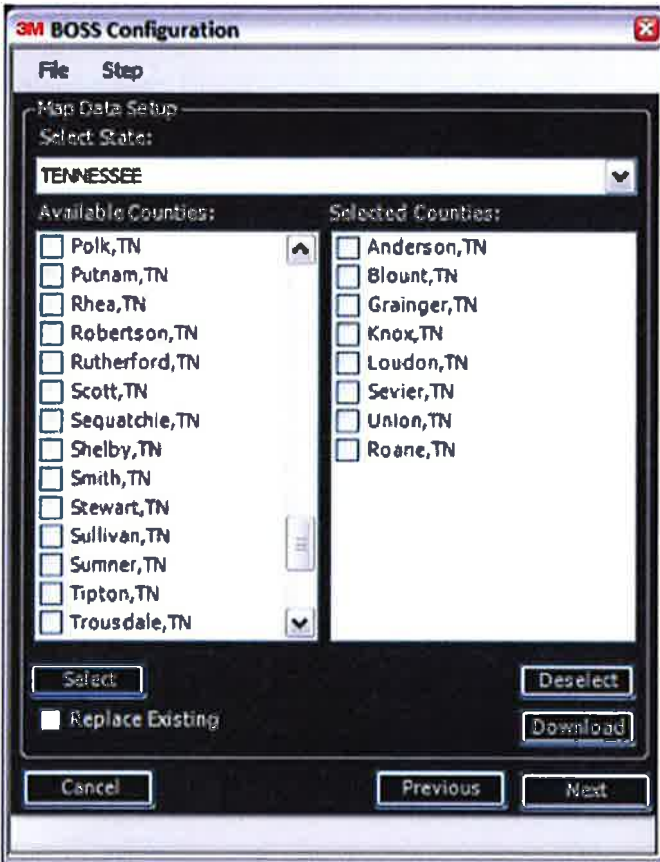 3M BOSS Configuration
File Step
Map Data Setup
Select State:
TENNESSEE
Available Counties:
Polk,TN
Putnam,TN
Rhea,TN
Robertson,TN
Rutherford,TN
Scott,TN
Sequatchie,TN
Shelby,TN
Smith,TN
Stewart,TN
Sullivan,TN
Sumner,TN
Tipton,TN
Trousdale,TN
Selected Counties:
Anderson,TN
Blount,TN
Grainger,TN
Knox,TN
Loudon,TN
Sevier,TN
Union,TN
Roane,TN
Select
Deselect
Replace Existing
Download
Cancel
Previous
Next